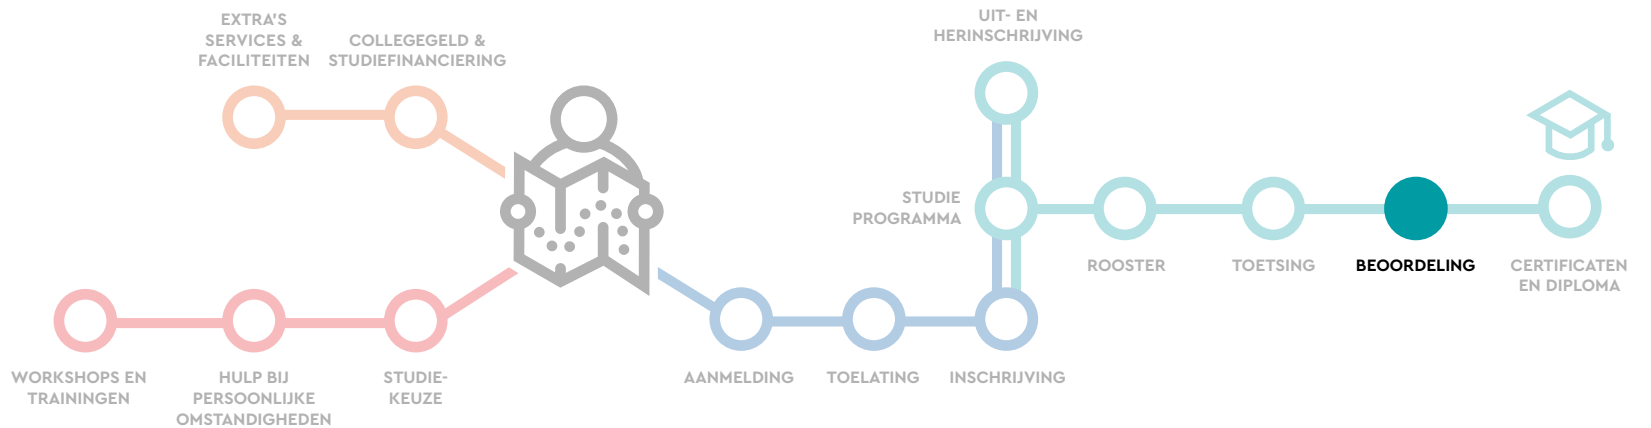 EXTRA'S
SERVICES &
FACILITEITEN
COLLEGEGELD &
STUDIEFINANCIERING
UIT- EN
HERINSCHRIJVING
STUDIE
PROGRAMMA
ROOSTER
TOETSING
BEOORDELING
CERTIFICATEN
EN DIPLOMA
WORKSHOPS EN
TRAININGEN
HULP BIJ
PERSOONLIJKE
OMSTANDIGHEDEN
STUDIE-
KEUZE
AANMELDING
TOELATING
INSCHRIJVING